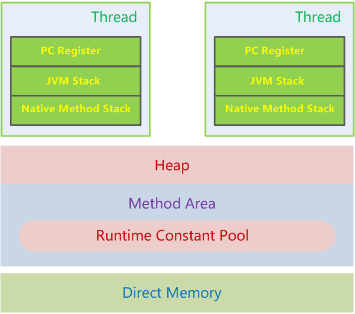 Thread
PC Register
JVM Stack
Native Method Stack
Thread
PC Register
JVM Stack
Native Method Stack
Heap
Method Area
Runtime Constant Pool
Direct Memory